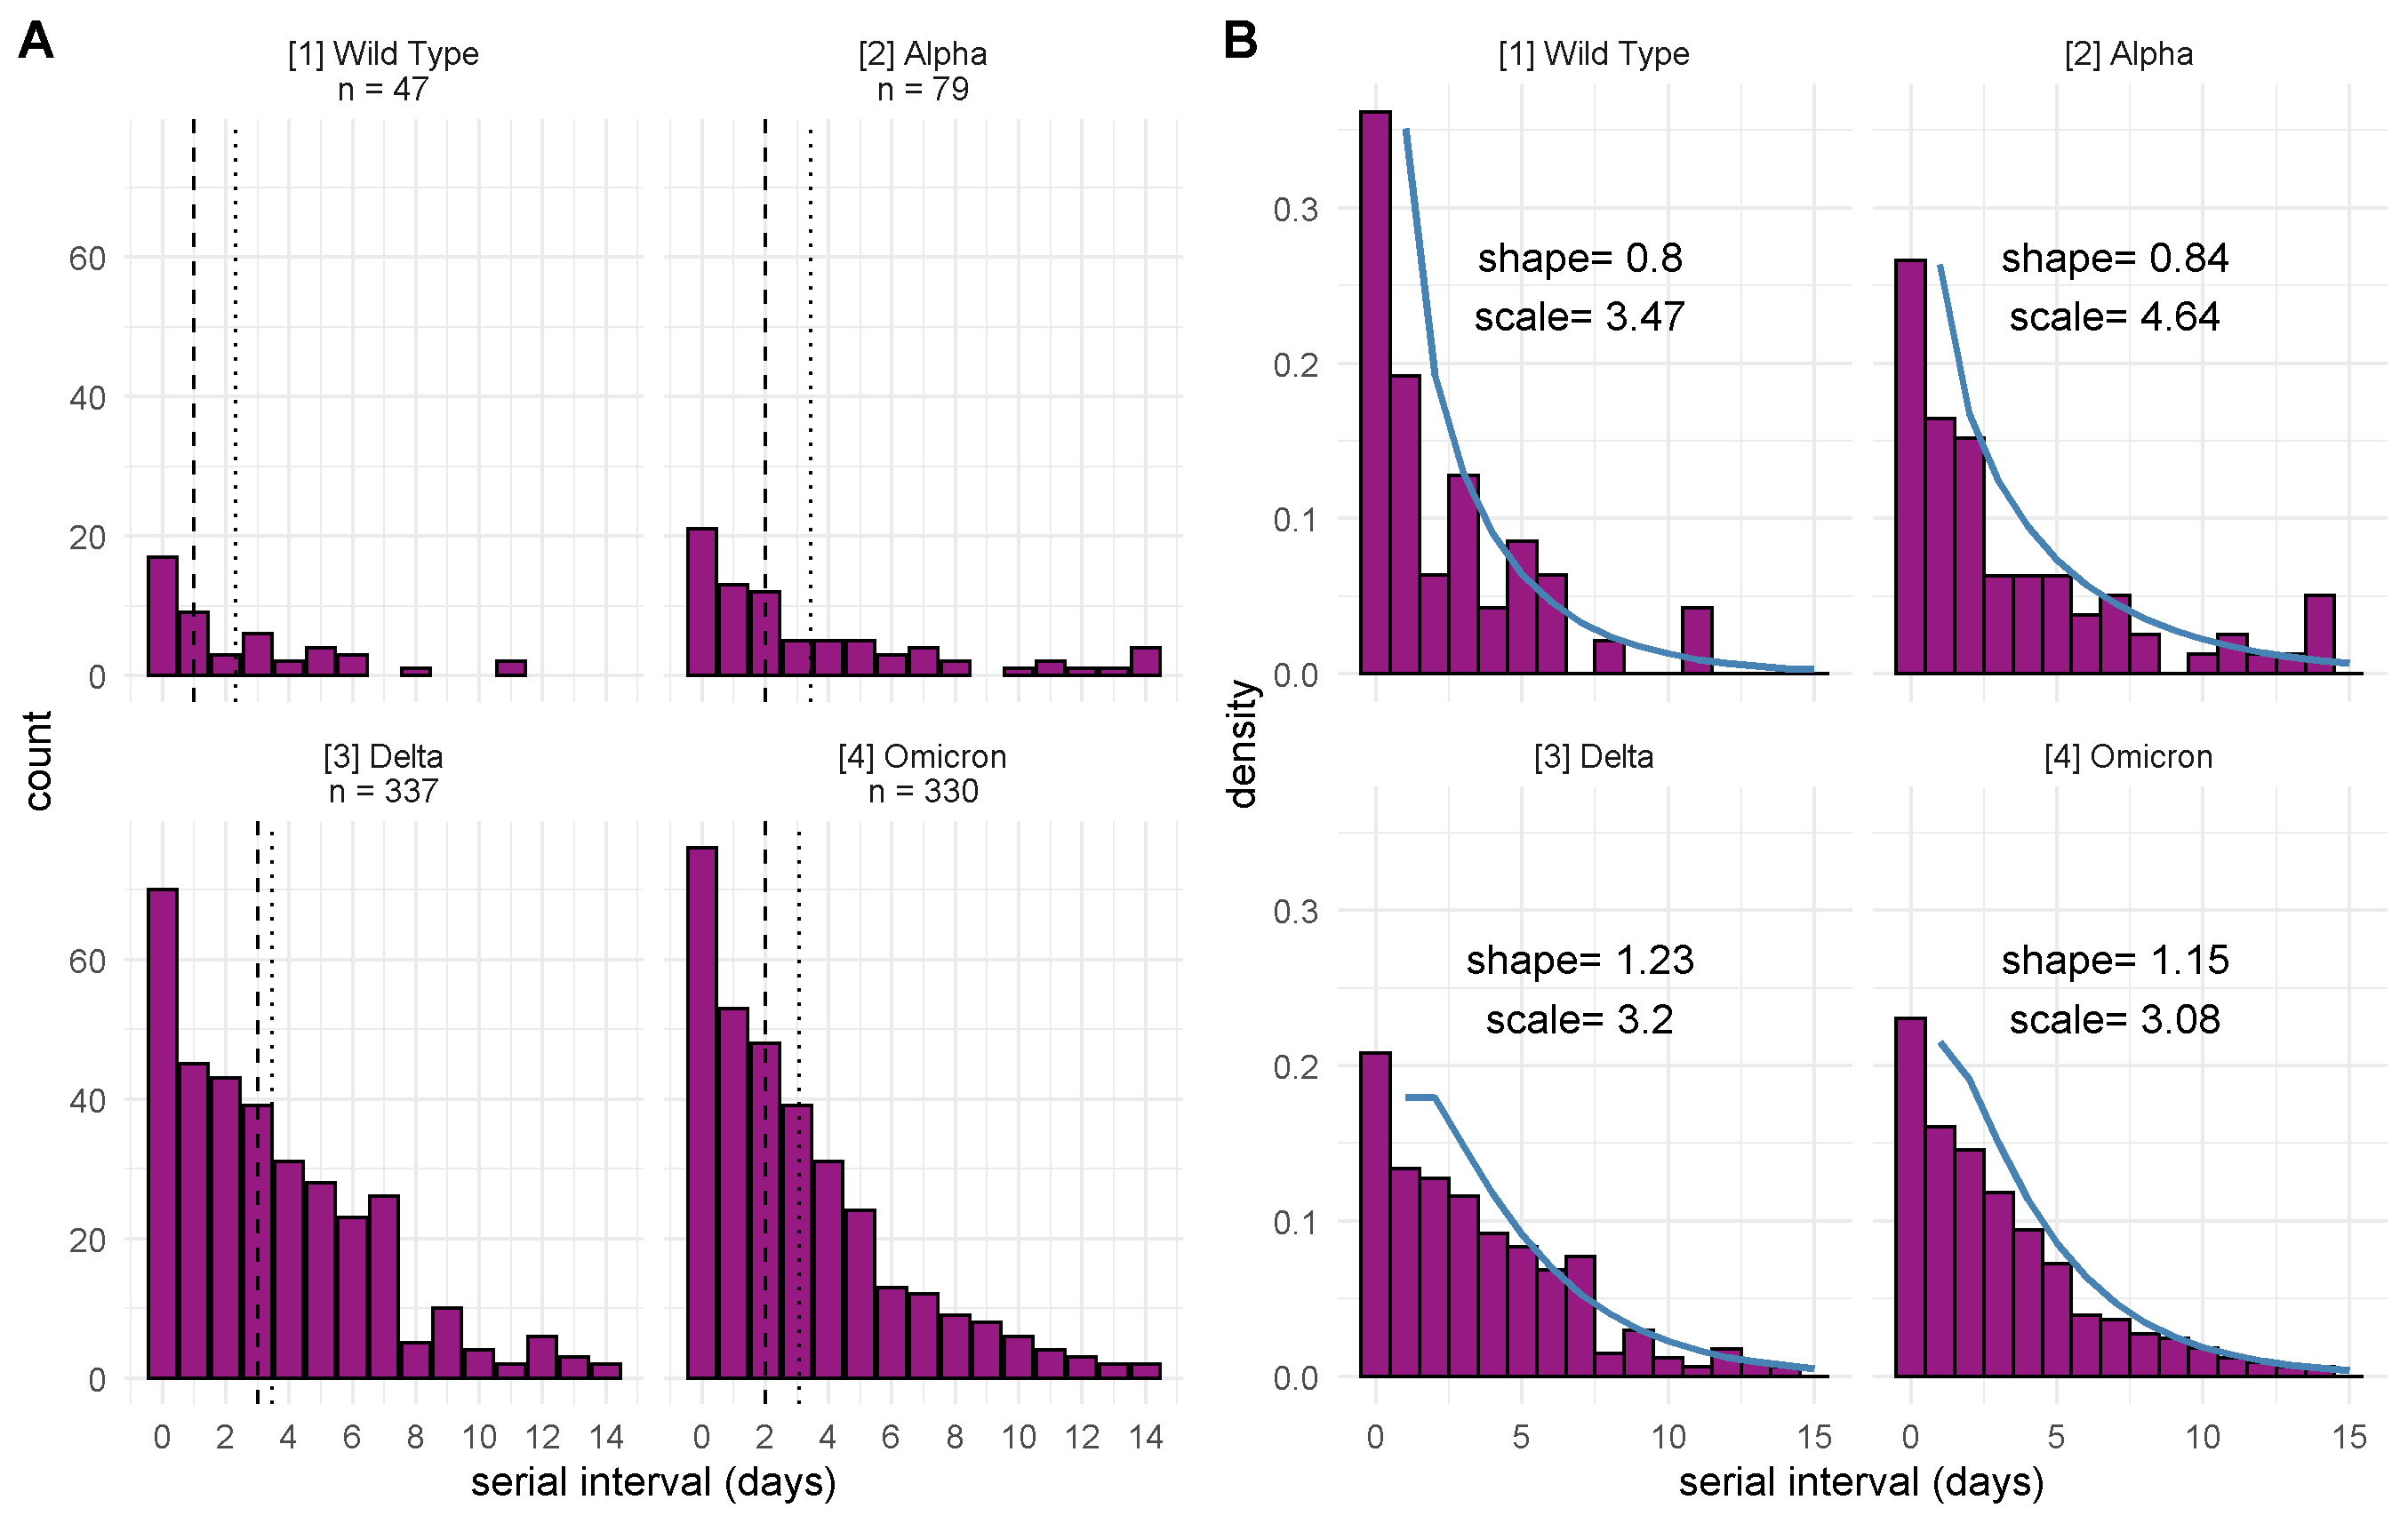 A
[1] Wild Type
n = 47
[2] Alpha
n = 79
60
40
20
0
count
[3] Delta
n = 337
[4] Omicron
n = 330
60
40
20
0
0 2 4 6 8 10 12 14
0 2 4 6 8 10 12 14
serial interval (days)
B
[1] Wild Type
[2] Alpha
0.3
0.2
0.1
0.0
shape= 0.8
scale= 3.47
shape= 0.84
scale= 4.64
density
[3] Delta
[4] Omicron
0.3
0.2
0.1
0.0
shape= 1.23
scale= 3.2
shape= 1.15
scale= 3.08
0 5 10 15
0 5 10 15
serial interval (days)